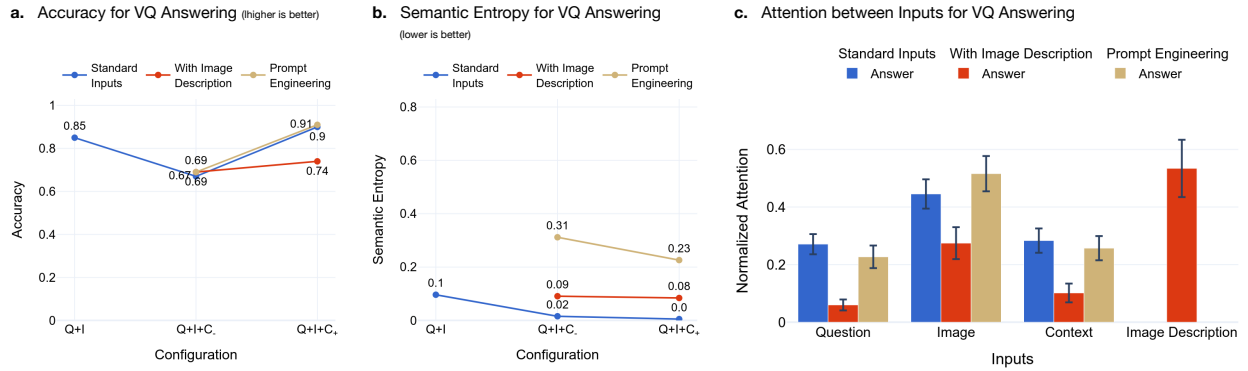 a. Accuracy for VQ Answering (lhigher is better)
Standard Inputs
With Image Description
Prompt Engineering
1
0.8
0.6
0.4
0.2
0
Accuracy
0.85
0.69
0.67
0.69
0.91
0.9
0.74
Q+I
Q+I+C-
Q+I+C+
Configuration
b. Semantic Entropy for VQ Answering
(lower is better)
Standard Inputs
With Image Description
Prompt Engineering
0.8
0.6
0.4
0.2
0
Semantic Entropy
0.1
0.31
0.09
0.02
0.23
0.08
0.0
Q+I
Q+I+C-
Q+I+C+
Configuration
c. Attention between Inputs for VQ Answering
Standard Inputs With Image Description Prompt Engineering
Answer Answer Answer
0.6
0.4
0.2
0
Normalized Attention
Question Image Context Image Description
Inputs